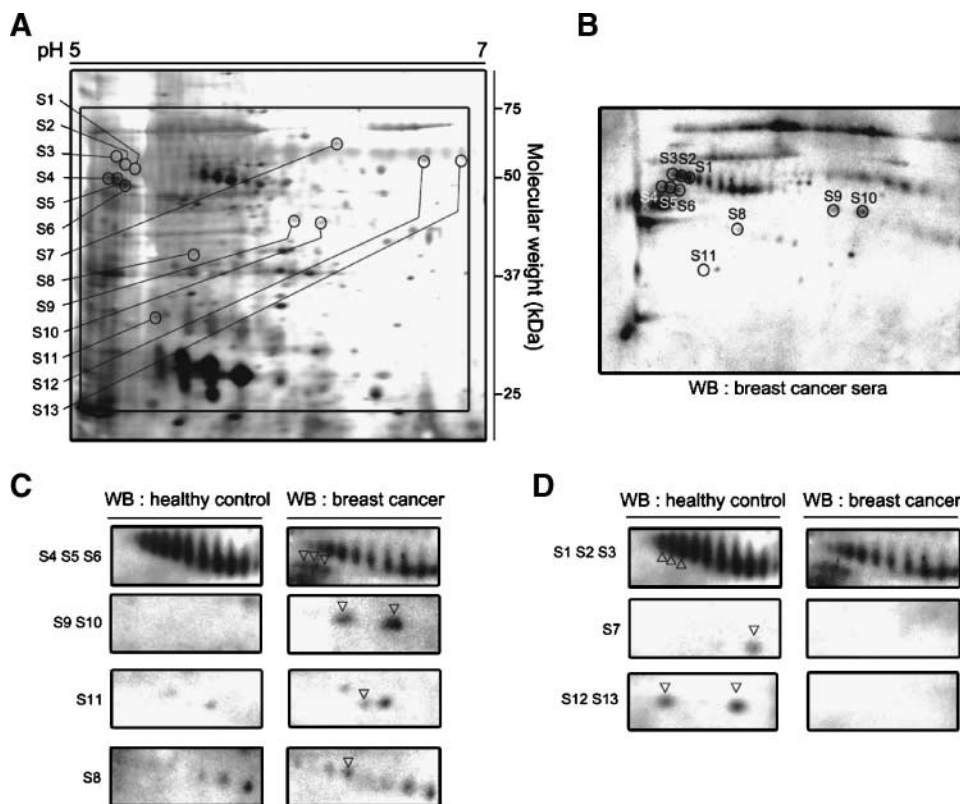 A
pH 5 7
S1
S2
S3
S4
S5
S6
S7
S8
S9
S10
S11
S12
S13
75
50
37
25
Molecular weight (kDa)
B
S3 S2 S1
S4 S5 S6
S8
S9 S10
S11
WB : breast cancer sera
C
WB : healthy control WB : breast cancer
S4 S5 S6
S9 S10
S11
S8
D
WB : healthy control WB : breast cancer
S1 S2 S3
S7
S12 S13